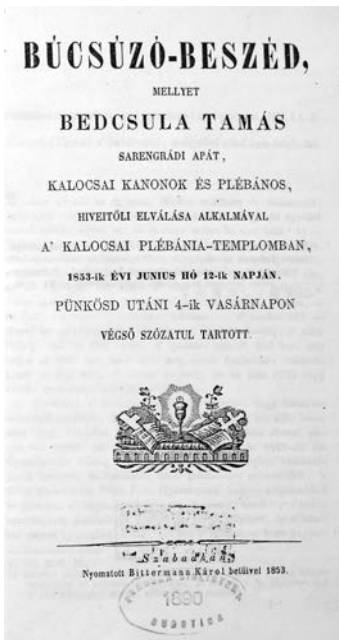 BÚCSÚZÓ-BESZÉD,
MELLYET
BEDCSULA TAMÁS
SARENGRÁDI APÁT,
KALOCSAI KANONOK ÉS PLÉBÁNOS,
HIVEITŐLI ELVÁLÁSA ALKALMÁVAL
A' KALOCSAI PLÉBÁNIA-TEMPLOMBAN,
1853-ik ÉVI JUNIUS HÓ 12-ik NAPJÁN.
PÜNKÖSD UTÁNI 4-ik VASÁRNAPON
VÉGSŐ SZÓZATUL TARTOTT.
Szabadkán,
Nyomatott Bittermann Károl betűivel 1853.
1890
SUBOTICA